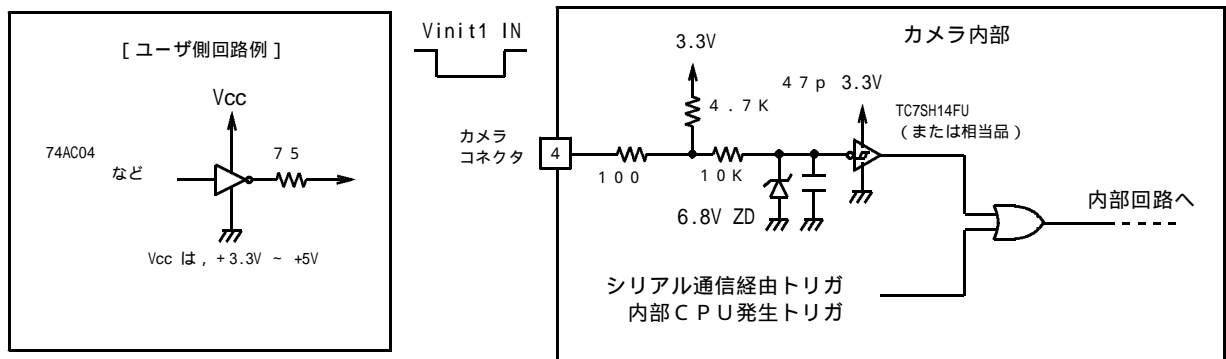 [ ユーザ側回路例 ]
Vcc
74AC04
など
75
Vcc は , +3.3V ~ +5V
Vinit1 IN
カメラ内部
3.3V
4.7K
47p 3.3V
TC7SH14FU
(または相当品)
カメラ
コネクタ
4
100
10K
6.8V ZD
内部回路へ
シリアル通信経由トリガ
内部CPU発生トリガ